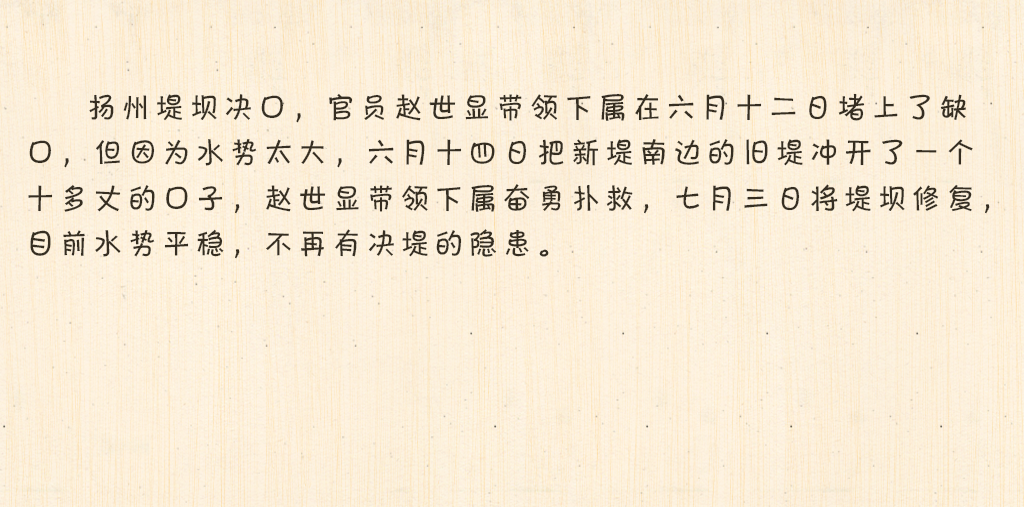 扬州堤坝决口，官员赵世显带领下属在六月十二日堵上了缺
口，但因为水势太大，六月十四日把新堤南边的旧堤冲开了一个
十多丈的口子，赵世显带领下属奋勇扑救，七月三日将堤坝修复，
目前水势平稳，不再有决堤的隐患。